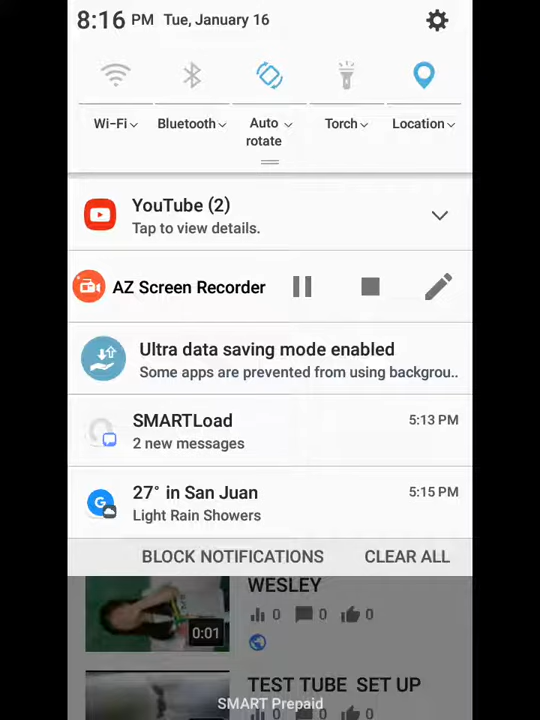 8:16 PM Tue, January 16
Wi-Fi Bluetooth Auto rotate Torch Location
YouTube (2)
Tap to view details.
AZ Screen Recorder
Ultra data saving mode enabled
Some apps are prevented from using backgrou..
SMARTLoad 5:13 PM
2 new messages
27° in San Juan 5:15 PM
Light Rain Showers
BLOCK NOTIFICATIONS CLEAR ALL
WESLEY
0 0 0
0:01
TEST TUBE SET UP
SMART Prepaid
0 0 0